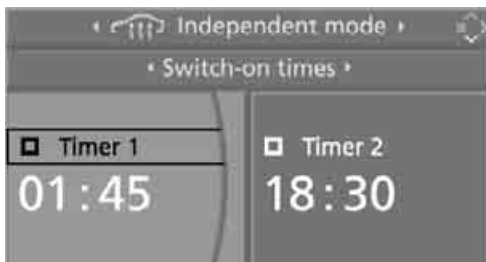 Independent mode
Switch-on times
Timer 1
Timer 2
01:45
18:30